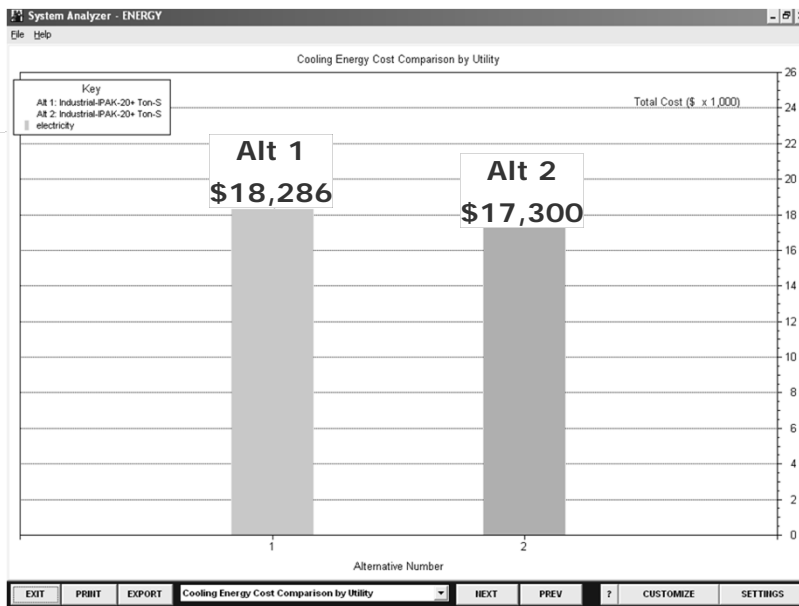 System Analyzer - ENERGY
File Help
Cooling Energy Cost Comparison by Utility
Key
Alt 1: Industrial-IPAK-20+ Ton-S
Alt 2: Industrial-IPAK-20+ Ton-S
electricity
Total Cost ($ x 1,000)
Alt 1
$18,286
Alt 2
$17,300
26
24
22
20
18
16
14
12
10
8
6
4
2
0
1 2
Alternative Number
EXIT PRINT EXPORT Cooling Energy Cost Comparison by Utility NEXT PREV ? CUSTOMIZE SETTINGS